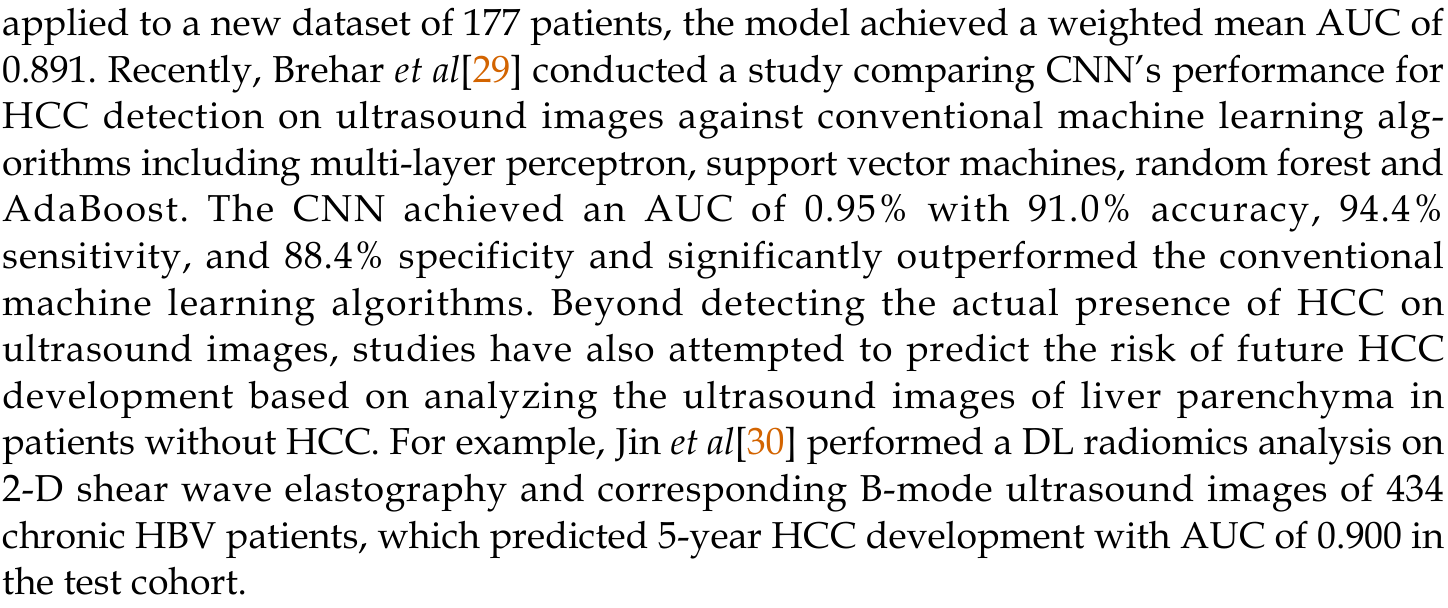 applied to a new dataset of 177 patients, the model achieved a weighted mean AUC of
0.891. Recently, Brehar et al[29] conducted a study comparing CNN’s performance for
HCC detection on ultrasound images against conventional machine learning alg-
orithms including multi-layer perceptron, support vector machines, random forest and
AdaBoost. The CNN achieved an AUC of 0.95% with 91.0% accuracy, 94.4%
sensitivity, and 88.4% specificity and significantly outperformed the conventional
machine learning algorithms. Beyond detecting the actual presence of HCC on
ultrasound images, studies have also attempted to predict the risk of future HCC
development based on analyzing the ultrasound images of liver parenchyma in
patients without HCC. For example, Jin et al[30] performed a DL radiomics analysis on
2-D shear wave elastography and corresponding B-mode ultrasound images of 434
chronic HBV patients, which predicted 5-year HCC development with AUC of 0.900 in
the test cohort.